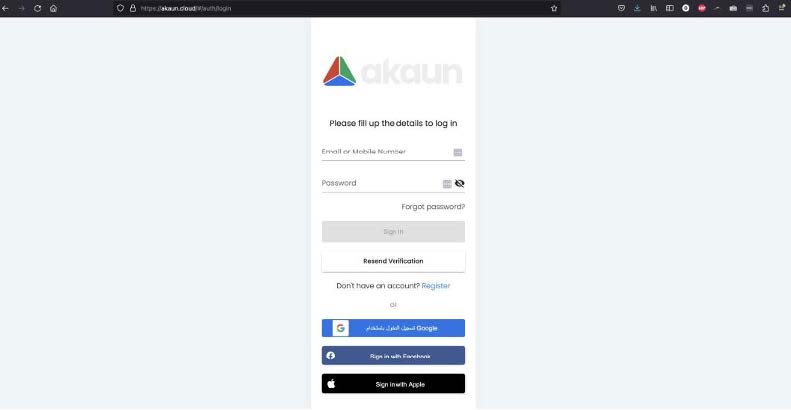 https://akaun.cloud/#/auth/login
akaun
Please fill up the details to log in
Email or Mobile Number
Password
Forgot password?
Sign In
Resend Verification
Don't have an account? Register
or
تسجيل الدخول باستخدام Google
Sign in with Facebook
Sign in with Apple